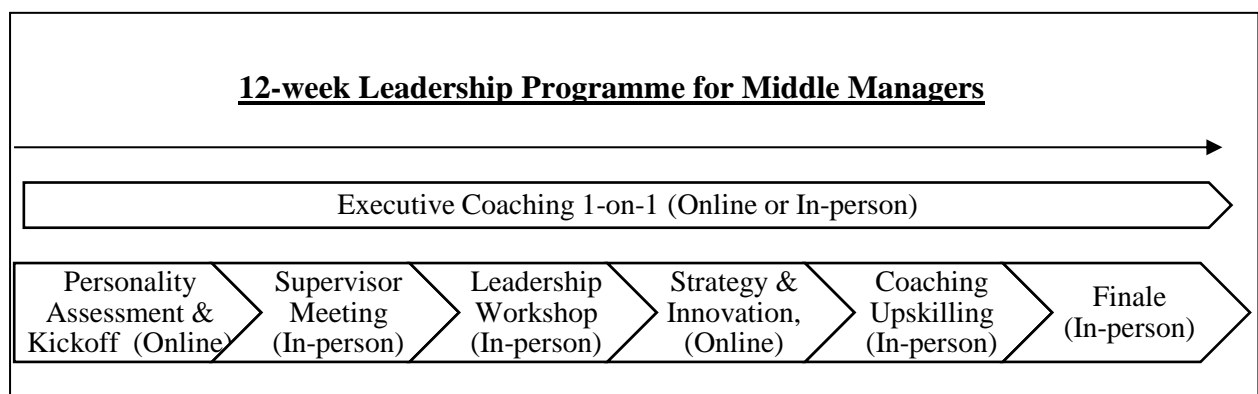 12-week Leadership Programme for Middle Managers
Executive Coaching 1-on-1 (Online or In-person)
Personality
Assessment &
Kickoff (Online)
Supervisor
Meeting
(In-person)
Leadership
Workshop
(In-person)
Strategy &
Innovation,
(Online)
Coaching
Upskilling
(In-person)
Finale
(In-person)